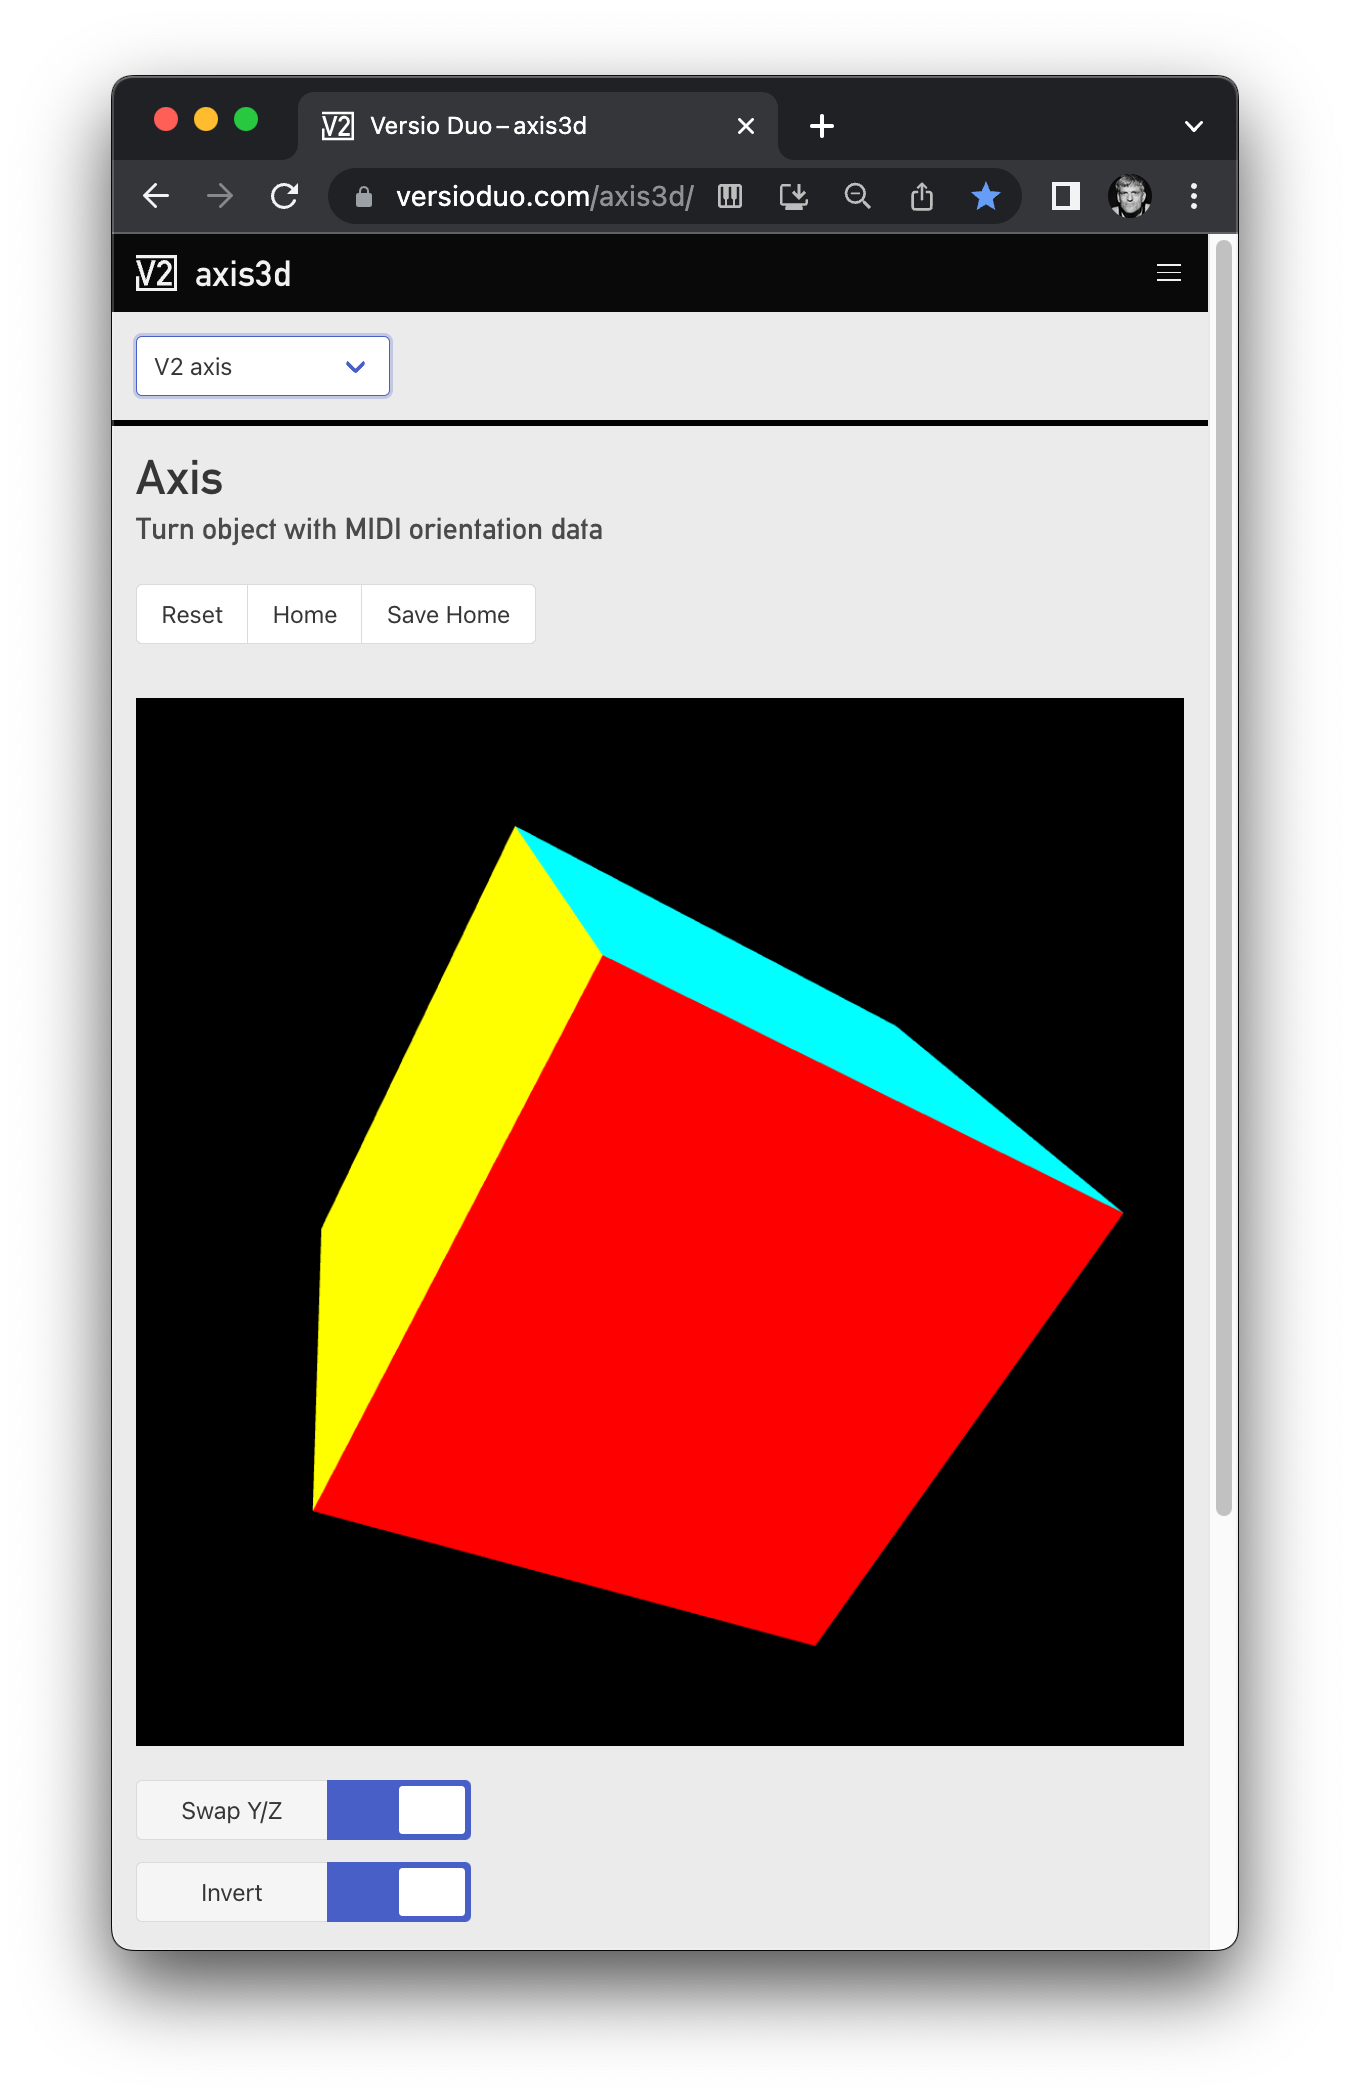 V2 Versio Duo – axis3d
versioduo.com/axis3d/
V2 axis3d
V2 axis
Axis
Turn object with MIDI orientation data
Reset Home Save Home
Swap Y/Z
Invert